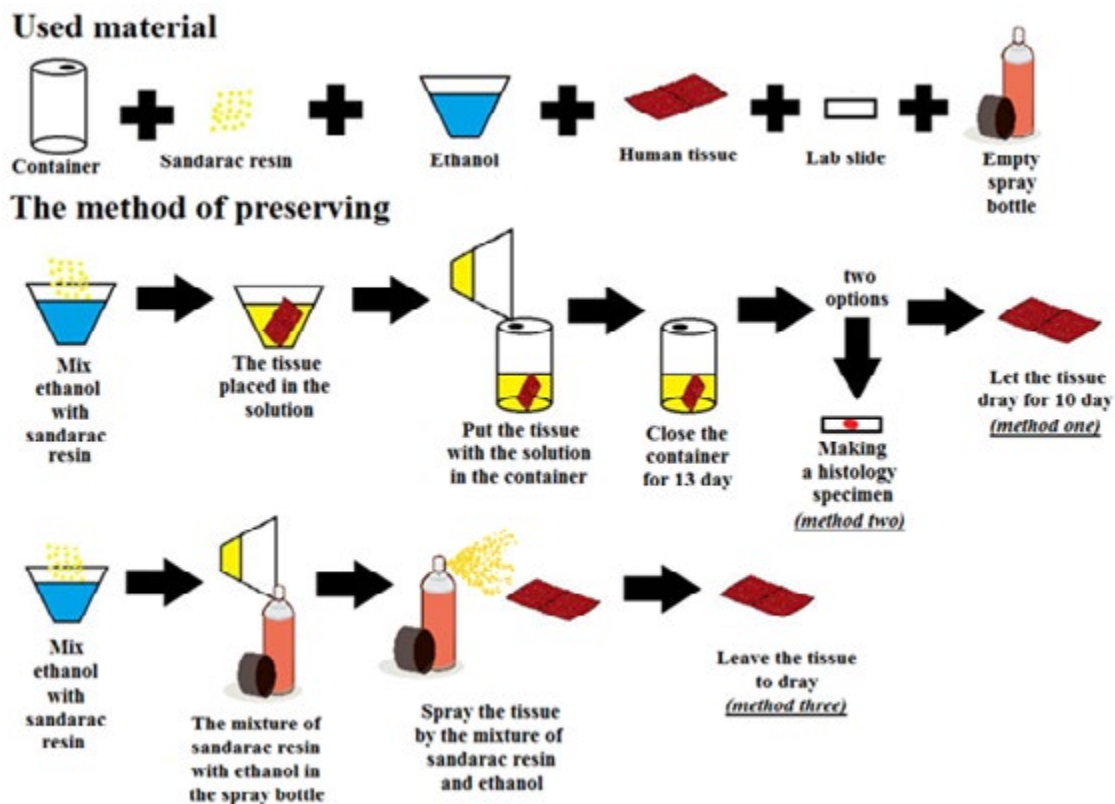 Used material
Container
Sandarac resin
Ethanol
Human tissue
Lab slide
Empty
spray
bottle
The method of preserving
Mix
ethanol
with
sandarac
resin
The tissue
placed in the
solution
Put the tissue
with the solution
in the container
Close the
container
for 13 day
two
options
Making
a histology
specimen
(method two)
Let the tissue
dray for 10 day
(method one)
Mix
ethanol
with
sandarac
resin
The mixture of
sandarac resin
with ethanol in
the spray bottle
Spray the tissue
by the mixture of
sandarac resin
and ethanol
Leave the tissue
to dray
(method three)